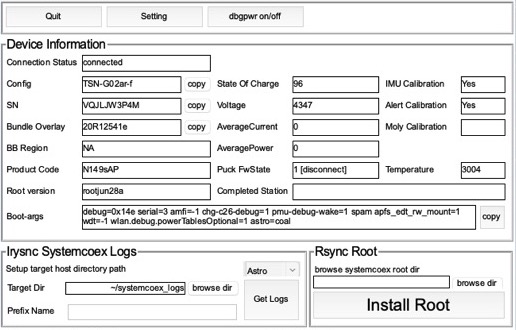 Quit Setting dbgpwr on/off
Device Information
Connection Status connected
Config TSN-G02ar-f copy State Of Charge 96 IMU Calibration Yes
SN VQJLJW3P4M copy Voltage 4347 Alert Calibration Yes
Bundle Overlay 20R12541e copy AverageCurrent 0 Moly Calibration
BB Region NA AveragePower 0
Product Code N149sAP Puck FwState 1 [disconnect] Temperature 3004
Root version rootjun28a Completed Station
Boot-args debug=0x14e serial=3 amfi=-1 chg-c26-debug=1 pmu-debug-wake=1 spam apfs_edt_rw_mount=1 copy
wdt=-1 wlan.debug.powerTablesOptional=1 astro=coal
Irysnc Systemcoex Logs
Setup target host directory path Astro
Target Dir ~/systemcoex_logs browse dir Get Logs
Prefix Name
Rsync Root
browse systemcoex root dir
browse dir
Install Root